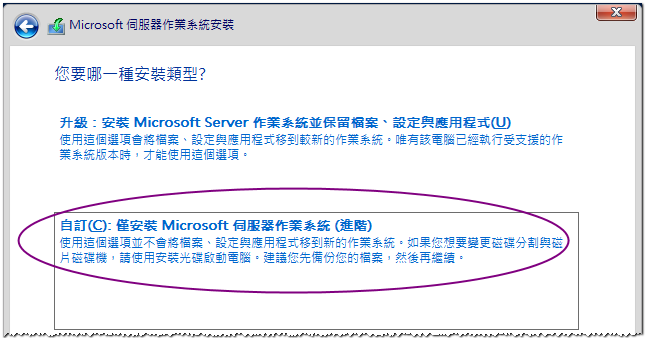 Microsoft 伺服器作業系統安裝
您要哪一種安裝類型?
升級：安裝 Microsoft Server 作業系統並保留檔案、設定與應用程式(U)
使用這個選項會將檔案、設定與應用程式移到較新的作業系統。唯有該電腦已經執行受支援的作
業系統版本時，才能使用這個選項。
自訂(C): 僅安裝 Microsoft 伺服器作業系統 (進階)
使用這個選項並不會將檔案、設定與應用程式移到新的作業系統。如果您想要變更磁碟分割與磁
片磁碟機，請使用安裝光碟啟動電腦。建議您先備份您的檔案，然後再繼續。